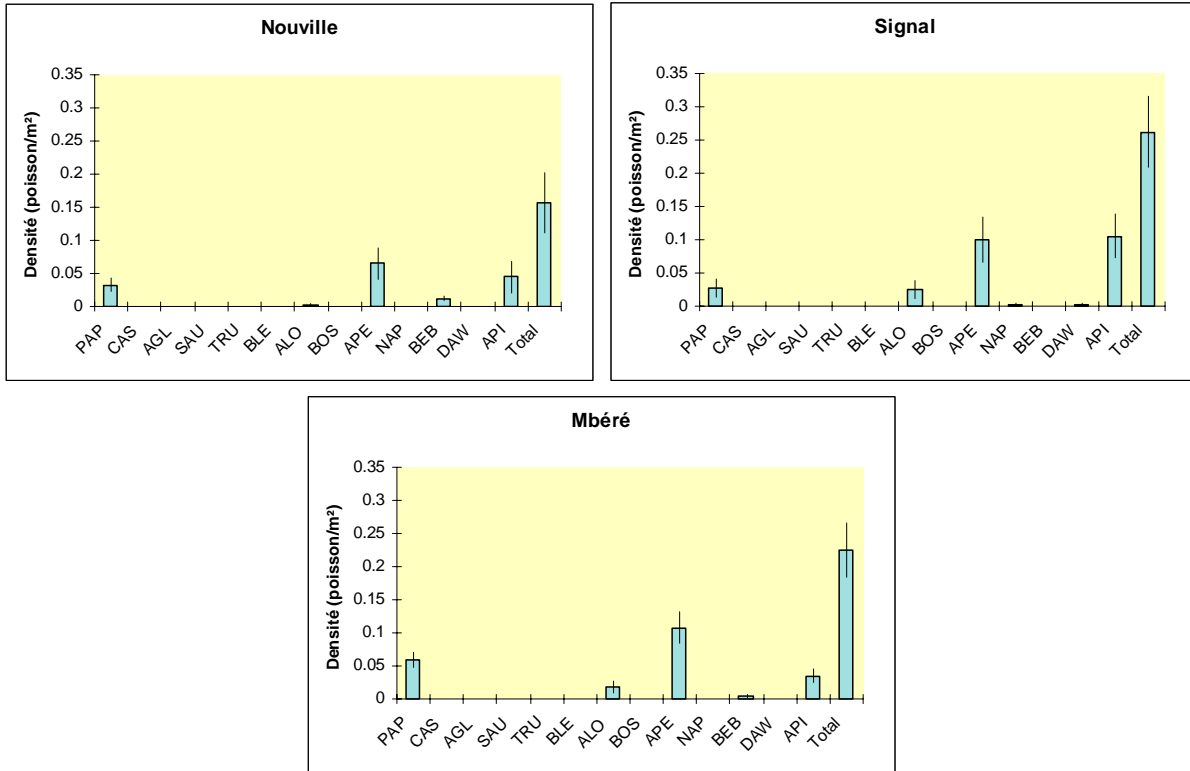 Nouville
Densité (poisson/m²)
0.35
0.3
0.25
0.2
0.15
0.1
0.05
0
PAP CAS AGL SAU TRU BLE ALO BOS APE NAP BEB DAW API Total
Signal
Densité (poisson/m²)
0.35
0.3
0.25
0.2
0.15
0.1
0.05
0
PAP CAS AGL SAU TRU BLE ALO BOS APE NAP BEB DAW API Total
Mbéré
Densité (poisson/m²)
0.35
0.3
0.25
0.2
0.15
0.1
0.05
0
PAP CAS AGL SAU TRU BLE ALO BOS APE NAP BEB DAW API Total